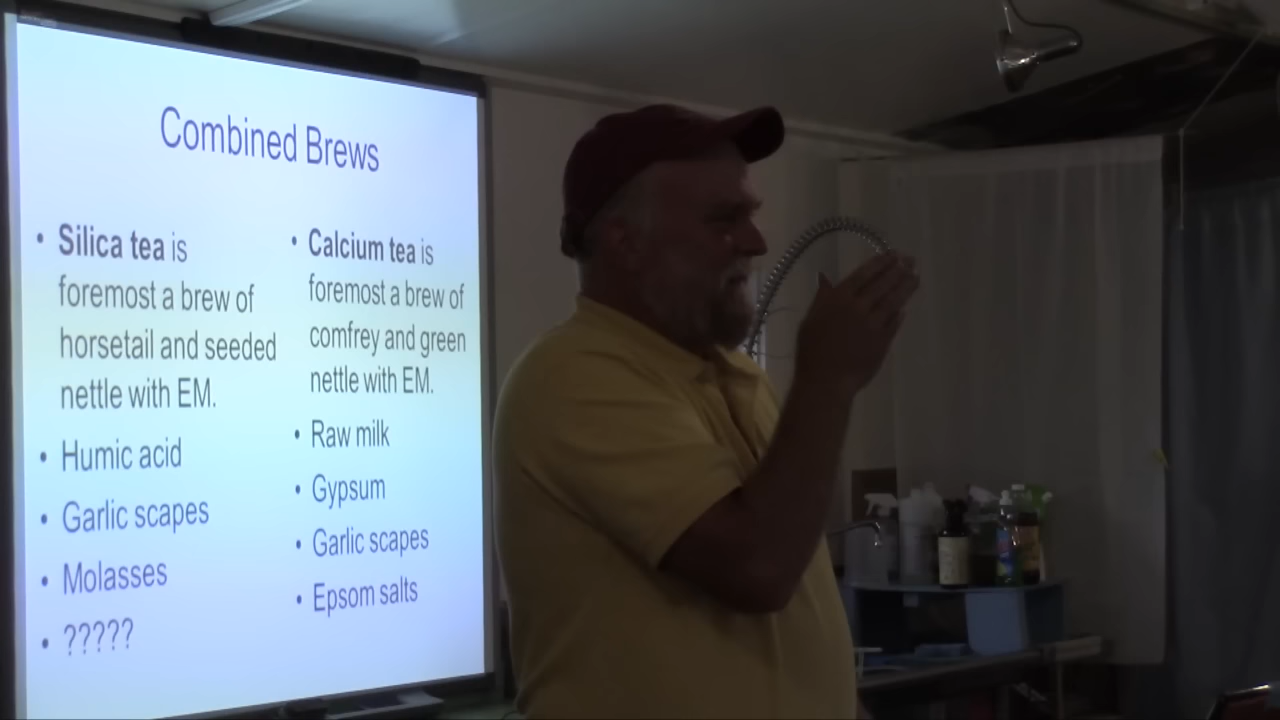 Combined Brews
• Silica tea is
foremost a brew of
horsetail and seeded
nettle with EM.
• Humic acid
• Garlic scapes
• Molasses
• ?????
• Calcium tea is
foremost a brew of
comfrey and green
nettle with EM.
• Raw milk
• Gypsum
• Garlic scapes
• Epsom salts